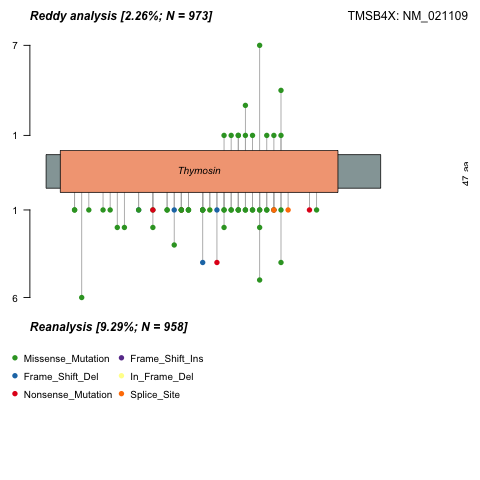 Reddy analysis [2.26%; N = 973]
TMSB4X: NM_021109
7
1
Thymosin
47 aa
1
6
Reanalysis [9.29%; N = 958]
Missense_Mutation
Frame_Shift_Ins
Frame_Shift_Del
In_Frame_Del
Nonsense_Mutation
Splice_Site